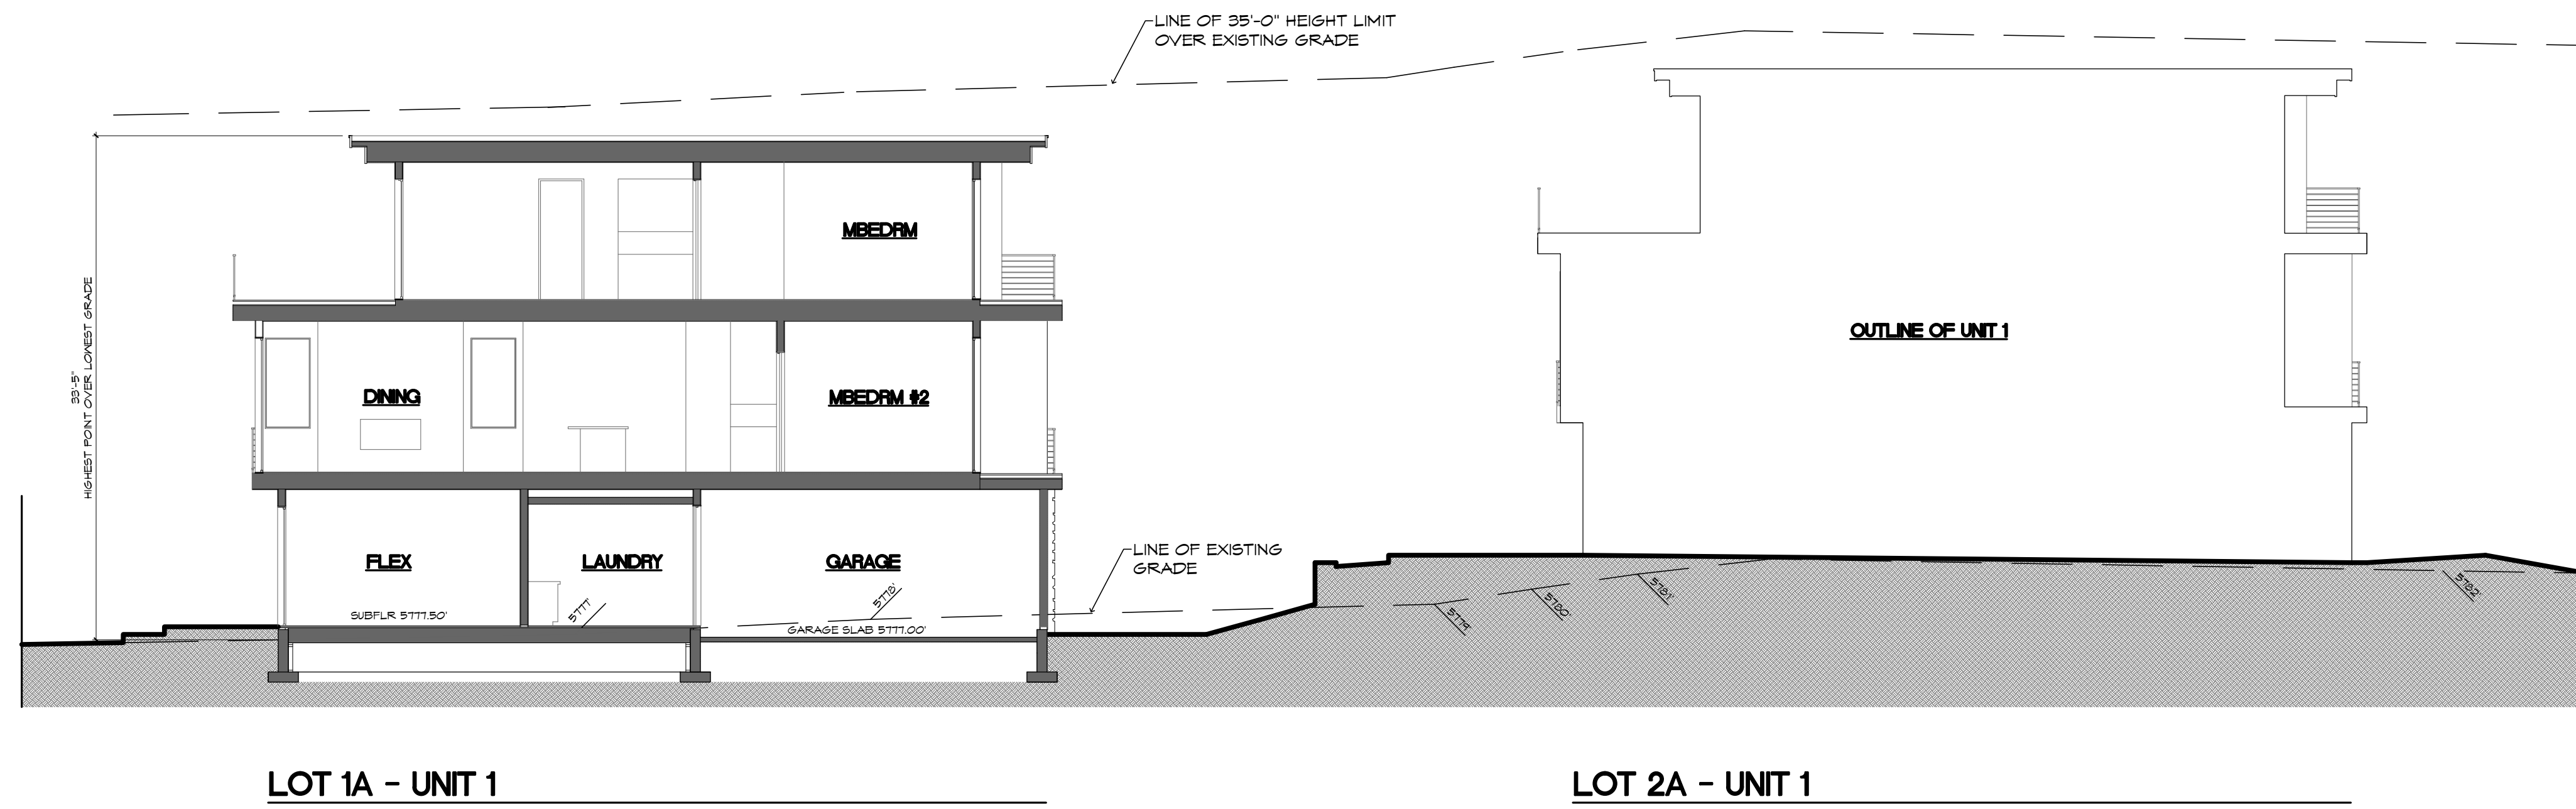 LINE OF 35'-0" HEIGHT LIMIT
OVER EXISTING GRADE
33'-5"
HIGHEST POINT OVER LOWEST GRADE
MBEDRM
DINING
MBEDRM #2
OUTLINE OF UNIT 1
FLEX
LAUNDRY
GARAGE
LINE OF EXISTING
GRADE
SUBFLR 5777.50'
5777'
5778'
GARAGE SLAB 5777.00'
5779'
5780'
5781'
5782'
LOT 1A - UNIT 1
LOT 2A - UNIT 1